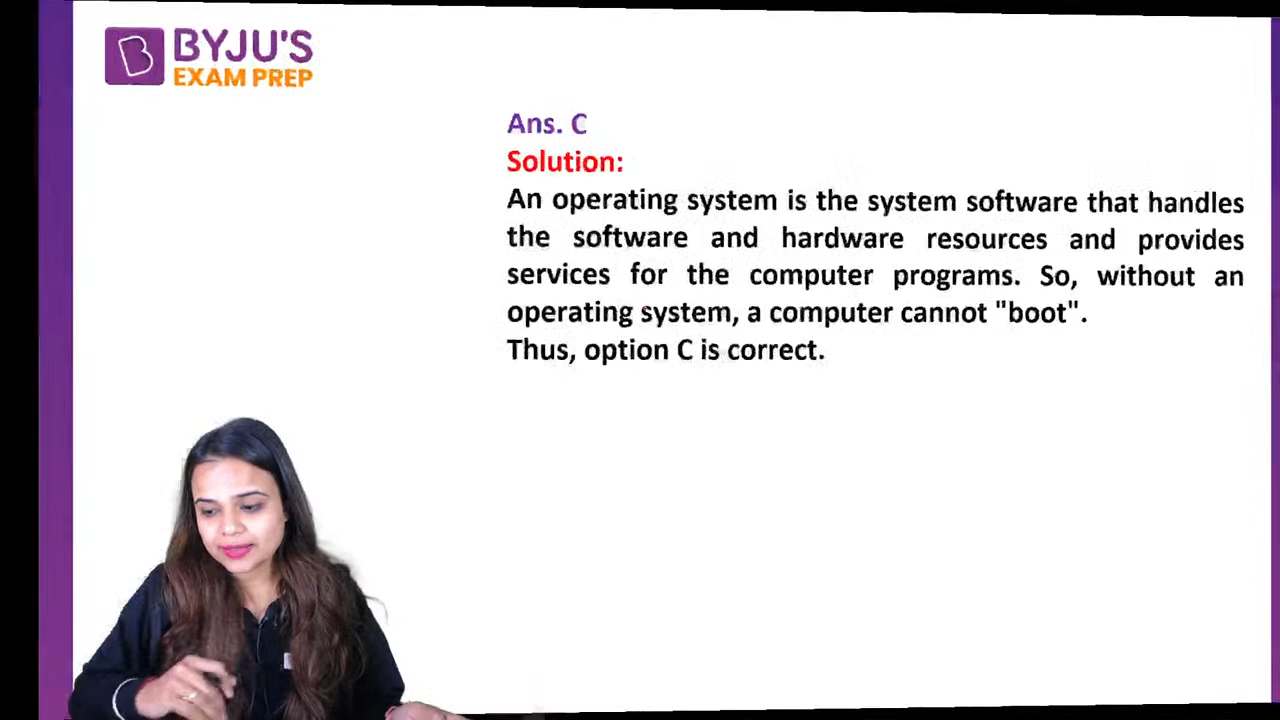 BYJU'S
EXAM PREP
Ans. C
Solution:
An operating system is the system software that handles
the software and hardware resources and provides
services for the computer programs. So, without an
operating system, a computer cannot "boot".
Thus, option C is correct.